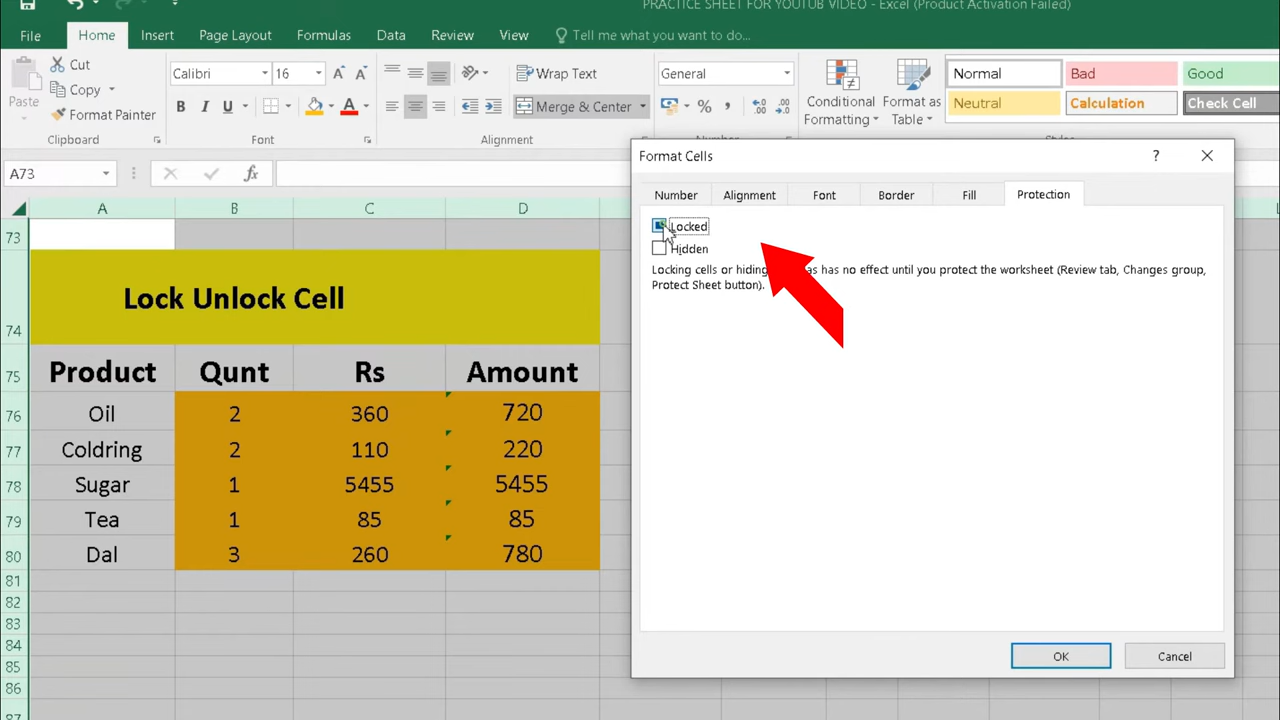 PRACTICE SHEET FOR YOUTUB VIDEO - Excel (Product Activation Failed)
File Home Insert Page Layout Formulas Data Review View Tell me what you want to do...
Cut
Copy
Paste
Format Painter
Clipboard
Calibri 16
B I U A
Font
Wrap Text
Merge & Center
Alignment
General
%
Number
Conditional Formatting
Format as Table
Normal Bad Good
Neutral Calculation Check Cell
Styles
A73 fx
A B C D
73
74 Lock Unlock Cell
75 Product Qunt Rs Amount
76 Oil 2 360 720
77 Coldring 2 110 220
78 Sugar 1 5455 5455
79 Tea 1 85 85
80 Dal 3 260 780
81
82
83
84
85
86
87
Format Cells ?
Number Alignment Font Border Fill Protection
Locked
Hidden
Locking cells or hiding has no effect until you protect the worksheet (Review tab, Changes group,
Protect Sheet button).
OK Cancel